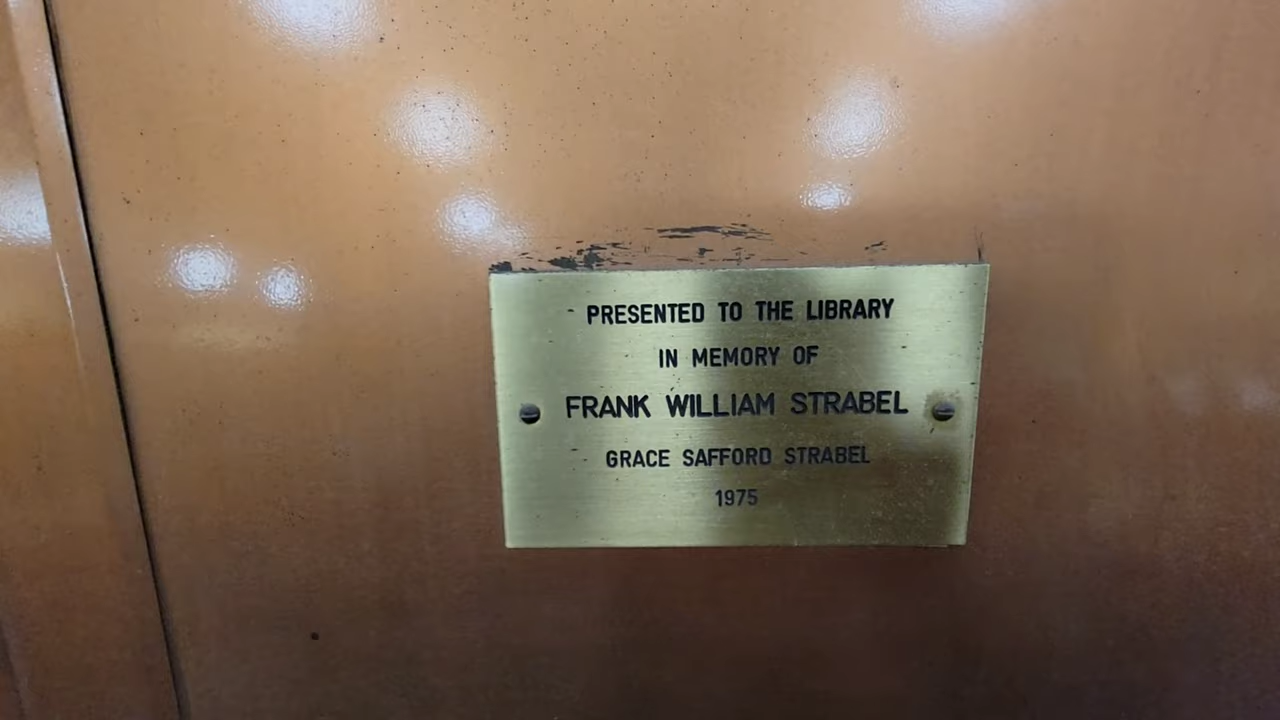 PRESENTED TO THE LIBRARY
IN MEMORY OF
FRANK WILLIAM STRABEL
GRACE SAFFORD STRABEL
1975